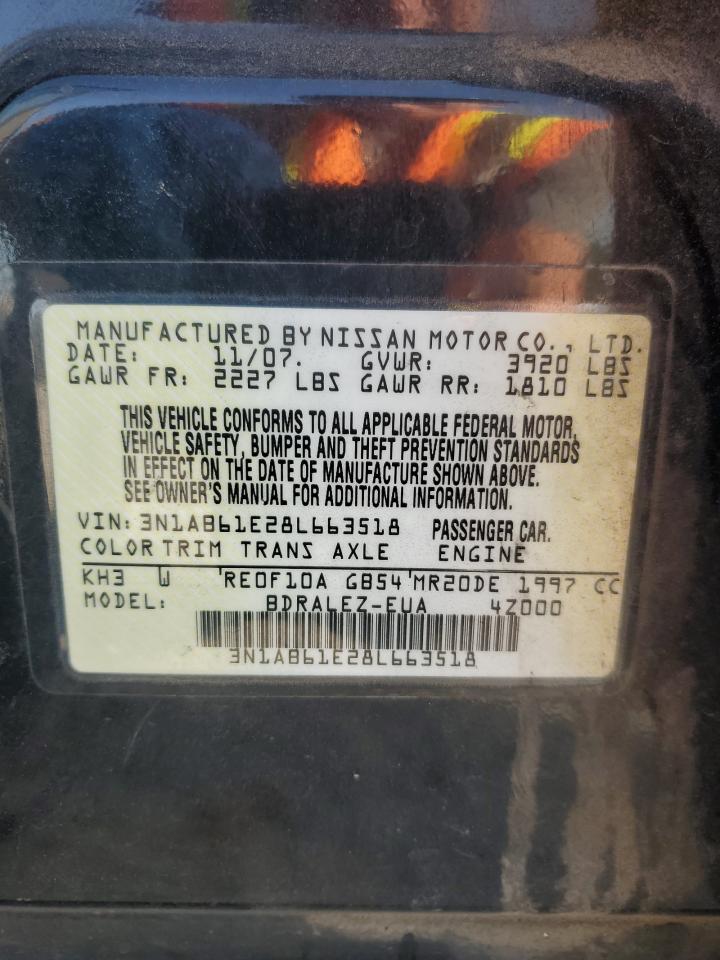 MANUFACTURED BY NISSAN MOTOR CO., LTD.
DATE: 11/07. GVWR: 3920 LBS
GAWR FR: 2227 LBS GAWR RR: 1810 LBS
THIS VEHICLE CONFORMS TO ALL APPLICABLE FEDERAL MOTOR,
VEHICLE SAFETY, BUMPER AND THEFT PREVENTION STANDARDS
IN EFFECT ON THE DATE OF MANUFACTURE SHOWN ABOVE.
SEE OWNER'S MANUAL FOR ADDITIONAL INFORMATION.
VIN: 3N1AB61E28L663518 PASSENGER CAR.
COLOR TRIM TRANS AXLE ENGINE
KH3 W 'RE0F10A GB54'MR20DE 1997 CC
MODEL: BDRALEZ-EUA 4Z000
3N1AB61E28L663518